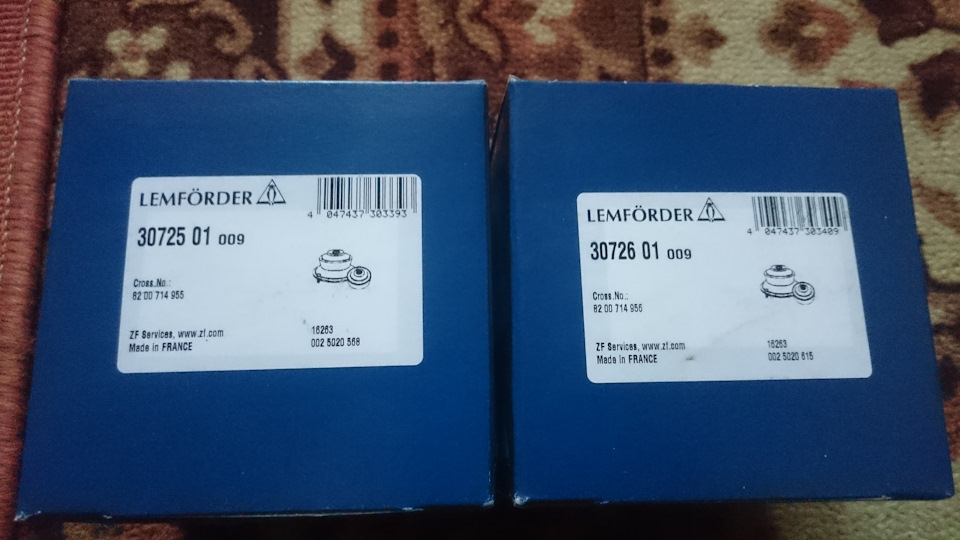 LEMFÖRDER
4 047437 303393
30725 01 009
Cross.No.:
82 00 714 955
ZF Services, www.zf.com
Made in FRANCE
16263
002 5020 568
LEMFÖRDER
4 047437 303409
30726 01 009
Cross.No.:
82 00 714 956
ZF Services, www.zf.com
Made in FRANCE
16263
002 5020 615